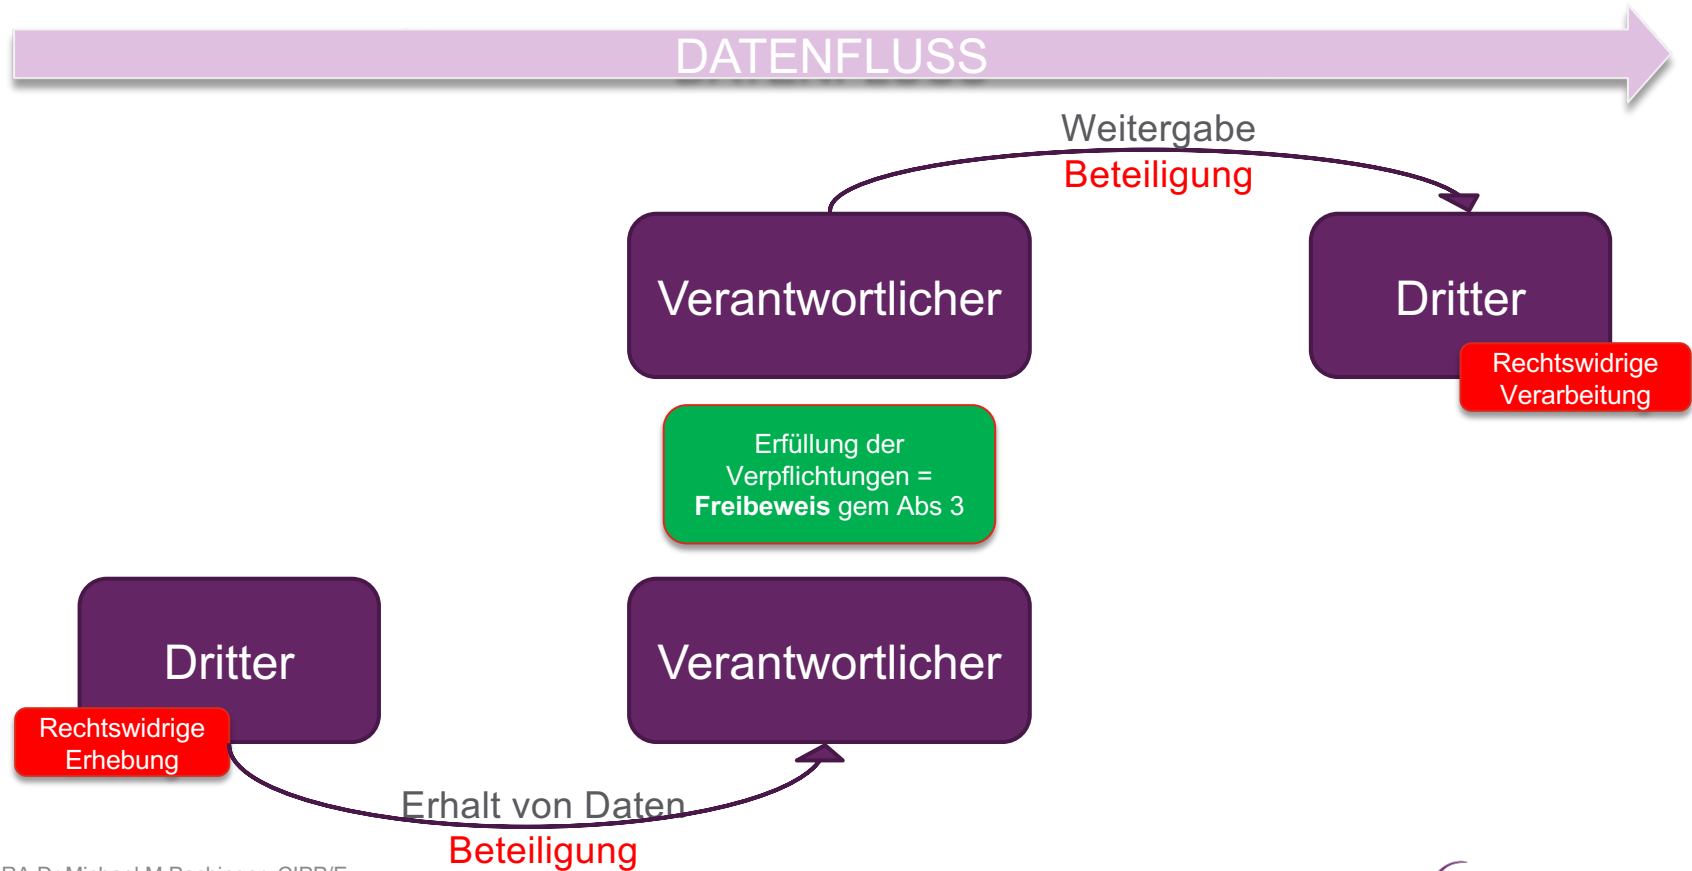 DATENFLUSS
Weitergabe
Beteiligung
Verantwortlicher
Dritter
Rechtswidrige
Verarbeitung
Erfüllung der
Verpflichtungen =
Freibeweis gem Abs 3
Dritter
Verantwortlicher
Rechtswidrige
Erhebung
Erhalt von Daten
Beteiligung